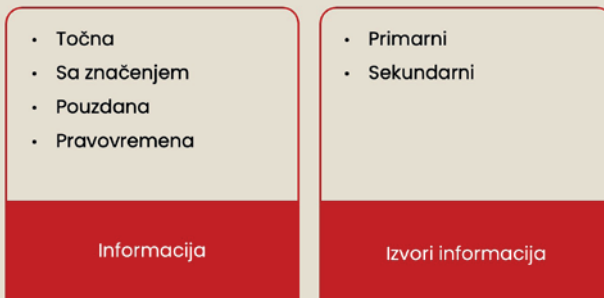 • Točna
• Sa značenjem
• Pouzdana
• Pravovremena
Informacija
• Primarni
• Sekundarni
Izvori informacija